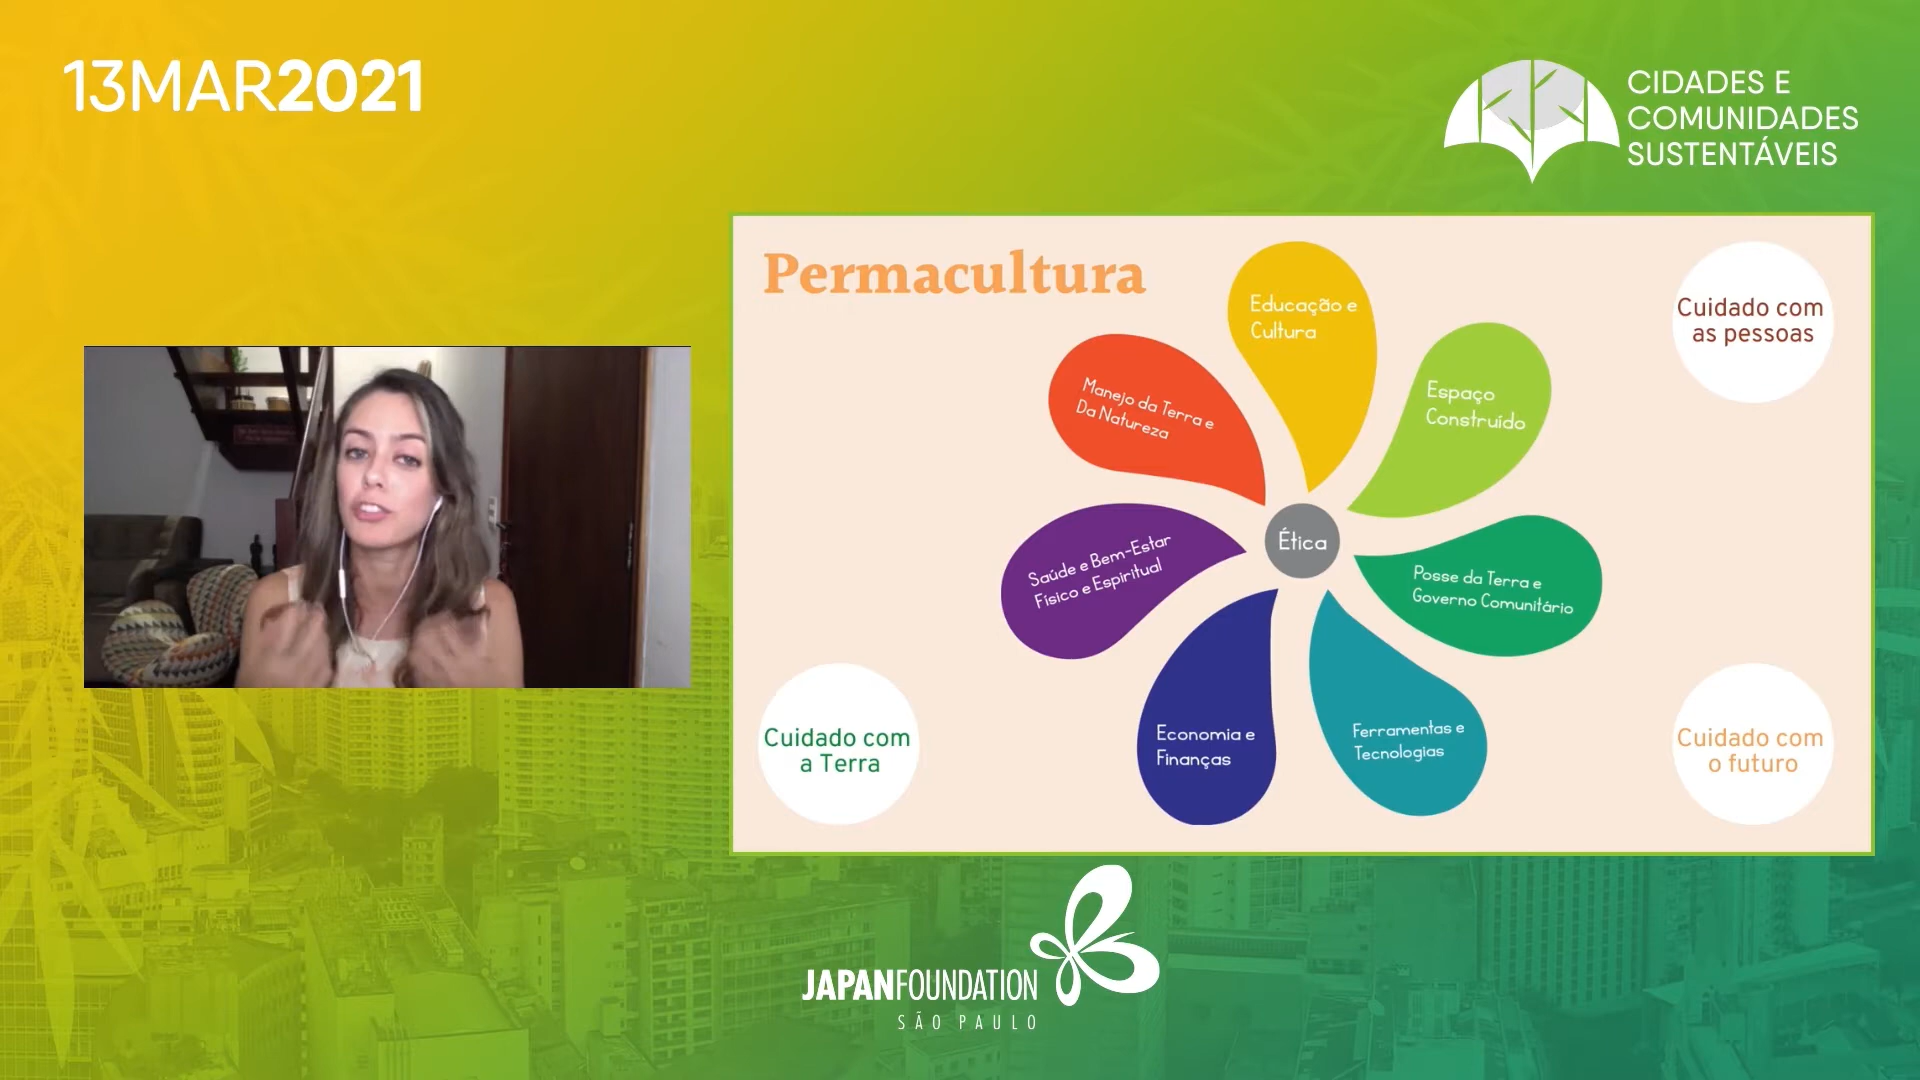 13MAR2021
CIDADES E
COMUNIDADES
SUSTENTÁVEIS
Permacultura
Educação e
Cultura
Espaço
Construído
Posse da Terra e
Governo Comunitário
Ferramentas e
Tecnologias
Economia e
Finanças
Saúde e Bem-Estar
Físico e Espiritual
Manejo da Terra e
Da Natureza
Ética
Cuidado com
as pessoas
Cuidado com
a Terra
Cuidado com
o futuro
JAPANFOUNDATION
SÃO PAULO